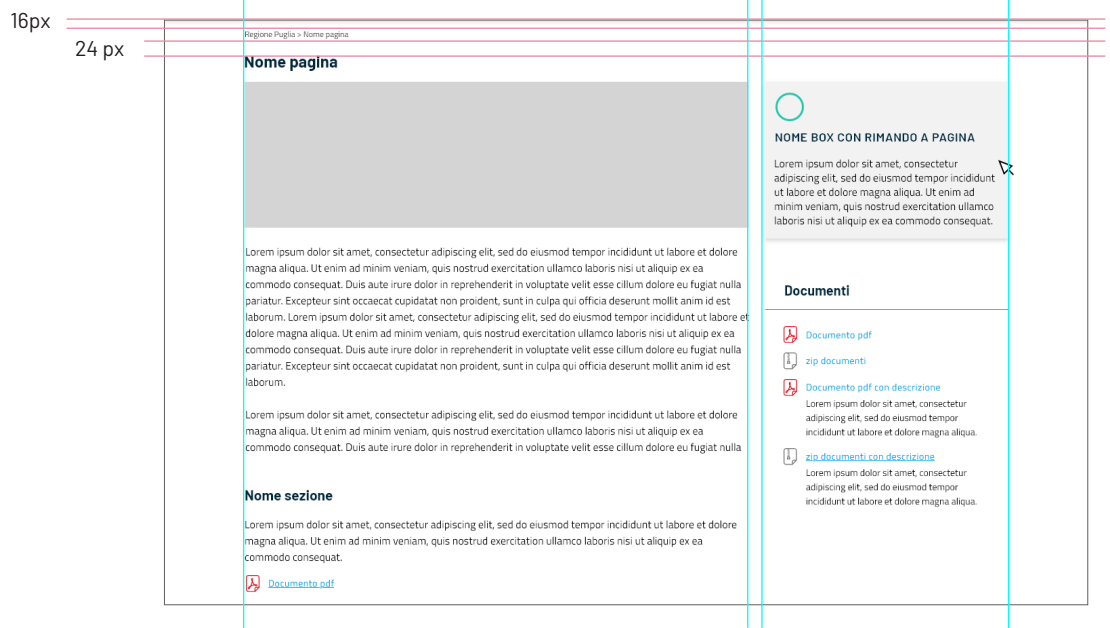 16px
24 px
Regione Puglia > Nome pagina
Nome pagina
Lorem ipsum dolor sit amet, consectetur adipiscing elit, sed do eiusmod tempor incididunt ut labore et dolore
magna aliqua. Ut enim ad minim veniam, quis nostrud exercitation ullamco laboris nisi ut aliquip ex ea
commodo consequat. Duis aute irure dolor in reprehenderit in voluptate velit esse cillum dolore eu fugiat nulla
pariatur. Excepteur sint occaecat cupidatat non proident, sunt in culpa qui officia deserunt mollit anim id est
laborum. Lorem ipsum dolor sit amet, consectetur adipiscing elit, sed do eiusmod tempor incididunt ut labore et
dolore magna aliqua. Ut enim ad minim veniam, quis nostrud exercitation ullamco laboris nisi ut aliquip ex ea
commodo consequat. Duis aute irure dolor in reprehenderit in voluptate velit esse cillum dolore eu fugiat nulla
pariatur. Excepteur sint occaecat cupidatat non proident, sunt in culpa qui officia deserunt mollit anim id est
laborum.
Lorem ipsum dolor sit amet, consectetur adipiscing elit, sed do eiusmod tempor incididunt ut labore et dolore
magna aliqua. Ut enim ad minim veniam, quis nostrud exercitation ullamco laboris nisi ut aliquip ex ea
commodo consequat. Duis aute irure dolor in reprehenderit in voluptate velit esse cillum dolore eu fugiat nulla
Nome sezione
Lorem ipsum dolor sit amet, consectetur adipiscing elit, sed do eiusmod tempor incididunt ut labore et dolore
magna aliqua. Ut enim ad minim veniam, quis nostrud exercitation ullamco laboris nisi ut aliquip ex ea
commodo consequat.
Documento pdf
NOME BOX CON RIMANDO A PAGINA
Lorem ipsum dolor sit amet, consectetur
adipiscing elit, sed do eiusmod tempor incididunt
ut labore et dolore magna aliqua. Ut enim ad
minim veniam, quis nostrud exercitation ullamco
laboris nisi ut aliquip ex ea commodo consequat.
Documenti
Documento pdf
zip documenti
Documento pdf con descrizione
Lorem ipsum dolor sit amet, consectetur
adipiscing elit, sed do eiusmod tempor
incididunt ut labore et dolore magna aliqua.
zip documenti con descrizione
Lorem ipsum dolor sit amet, consectetur
adipiscing elit, sed do eiusmod tempor
incididunt ut labore et dolore magna aliqua.